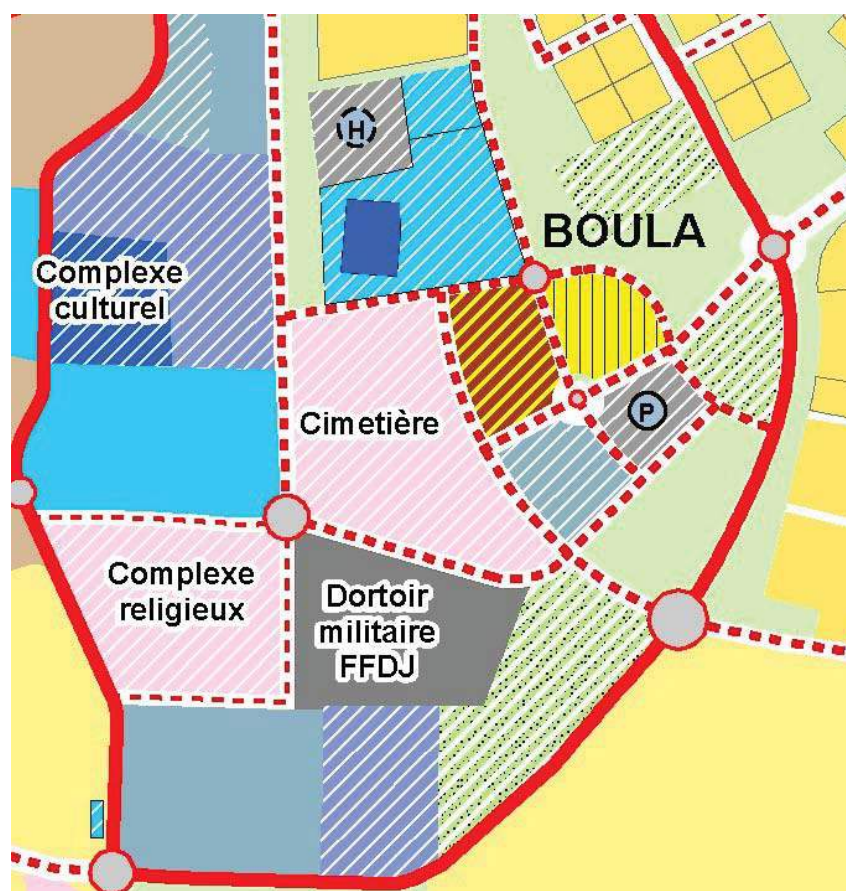 H
BOULA
Complexe
culturel
Cimetière
P
Complexe
religieux
Dortoir
militaire
FFDJ